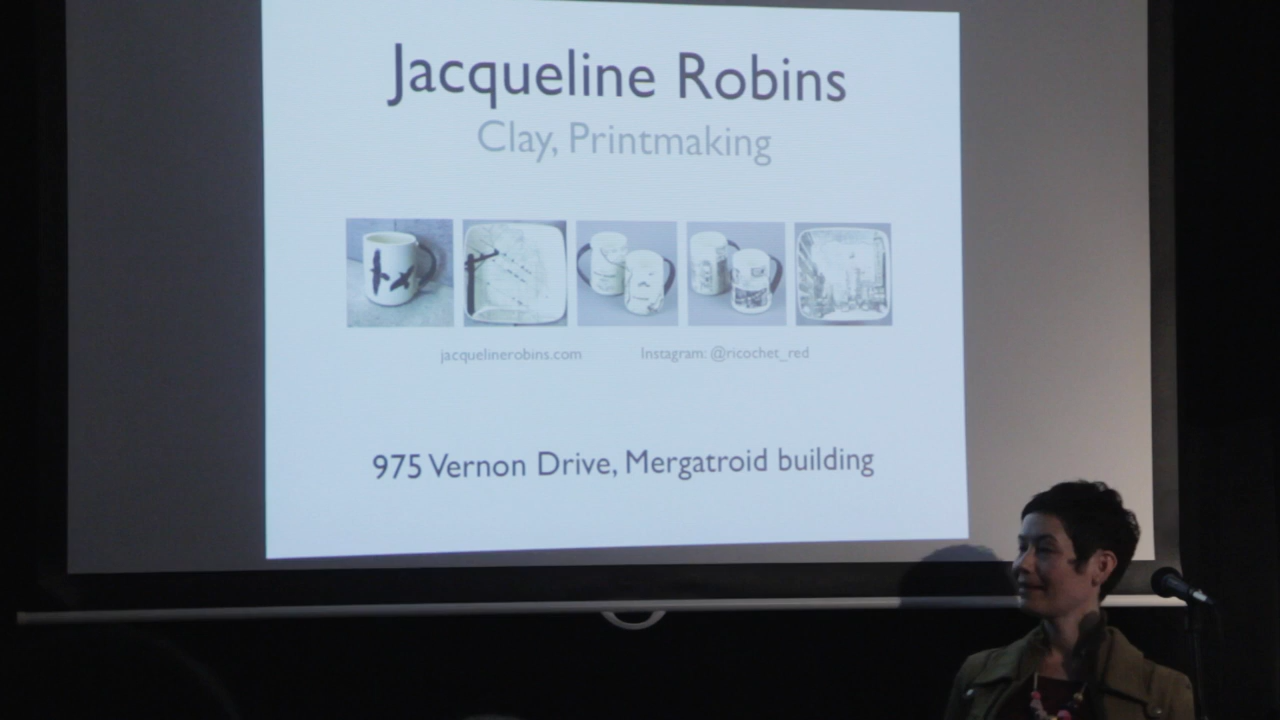 Jacqueline Robins
Clay, Printmaking
jacquelinerobins.com Instagram: @ricochet_red
975 Vernon Drive, Mergatroid building